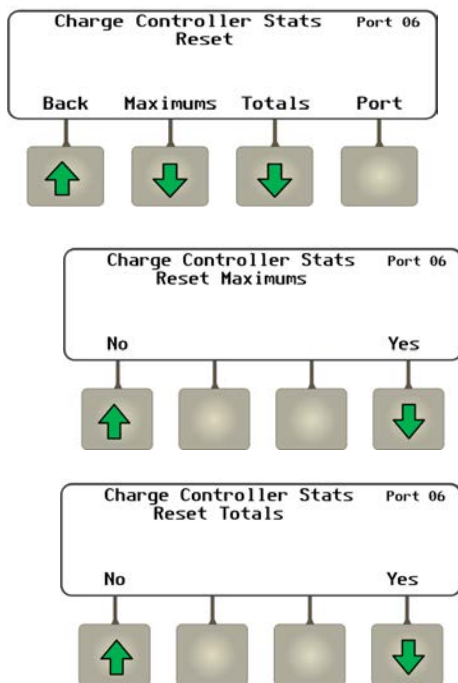 Charge Controller Stats Port 06
Reset
Back Maximums Totals Port
Charge Controller Stats Port 06
Reset Maximums
No Yes
Charge Controller Stats Port 06
Reset Totals
No Yes